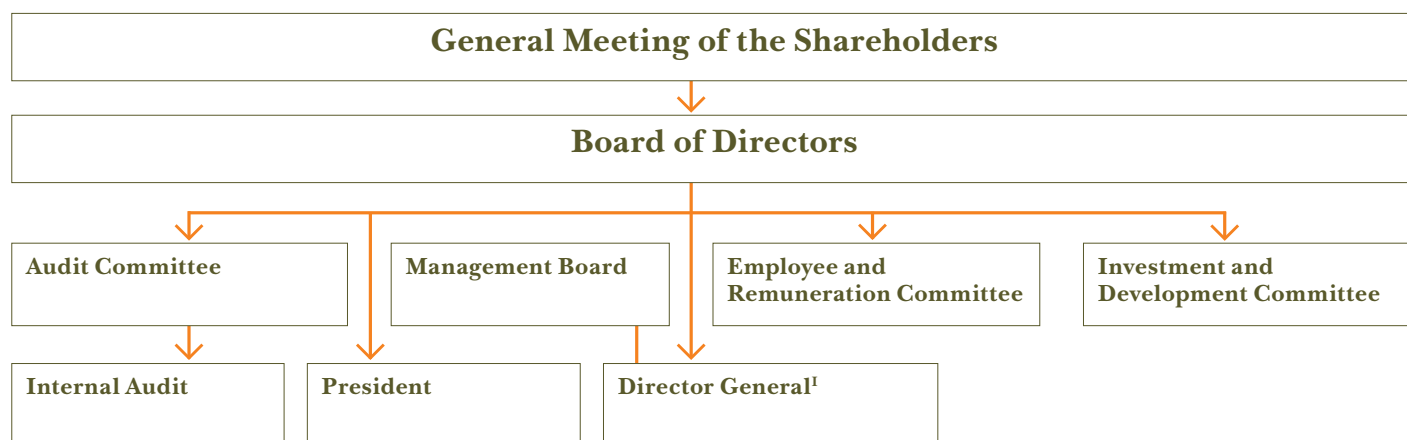 General Meeting of the Shareholders
Board of Directors
Audit Committee
Management Board
Employee and
Remuneration Committee
Investment and
Development Committee
Internal Audit
President
Director Generalᴵ